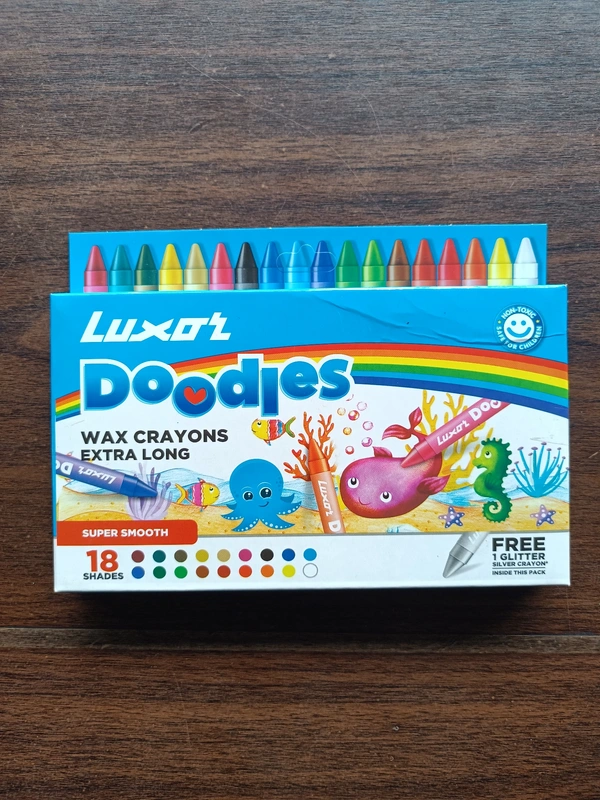 Luxor
NON-TOXIC
SAFE FOR CHILDREN
Doodles
WAX CRAYONS
EXTRA LONG
Luxor Doo
Luxor
Do
SUPER SMOOTH
18
SHADES
FREE
1 GLITTER
SILVER CRAYON*
INSIDE THIS PACK